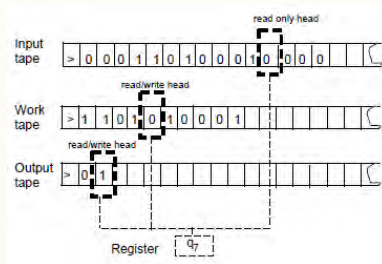 read only head
Input tape
> 0 0 0 1 1 0 1 0 0 0 1 0 0 0 0
read/write head
Work tape
> 1 1 0 1 0 1 0 0 0 1
read/write head
Output tape
> 0 1
Register q7